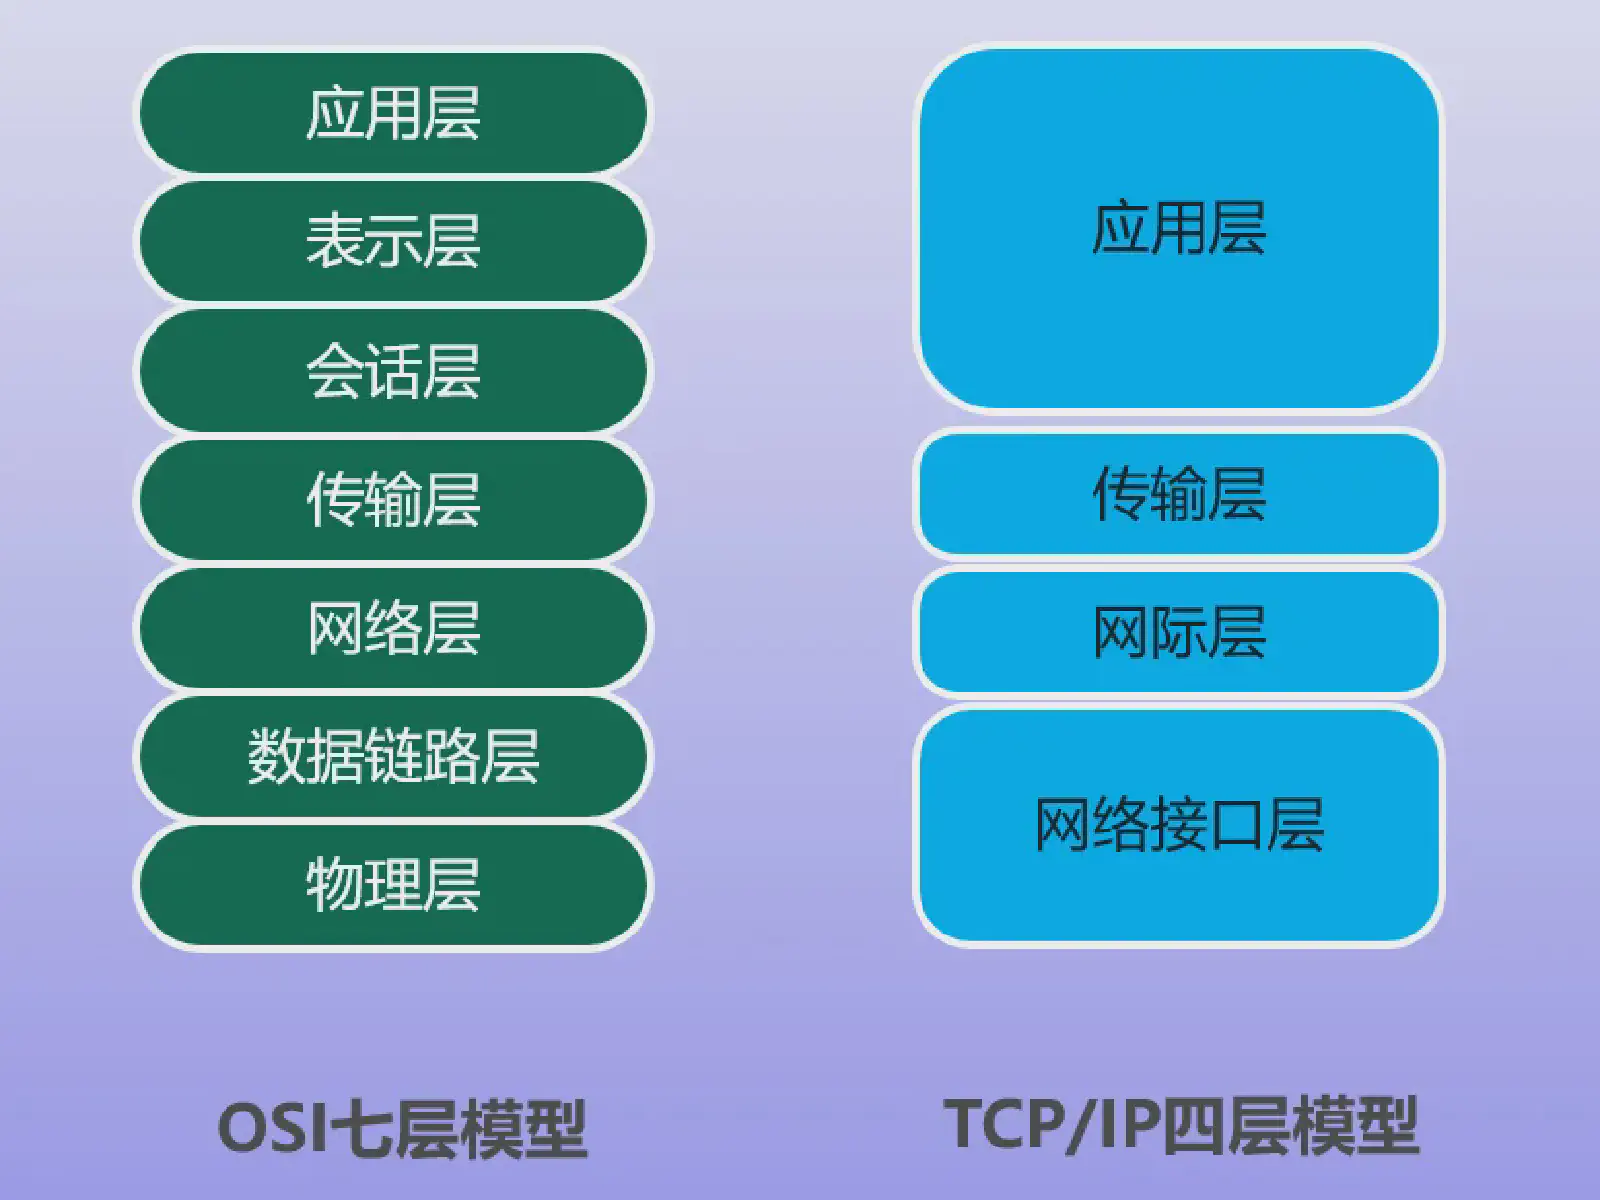 应用层
表示层
会话层
传输层
网络层
数据链路层
物理层
OSI七层模型
应用层
传输层
网际层
网络接口层
TCP/IP四层模型